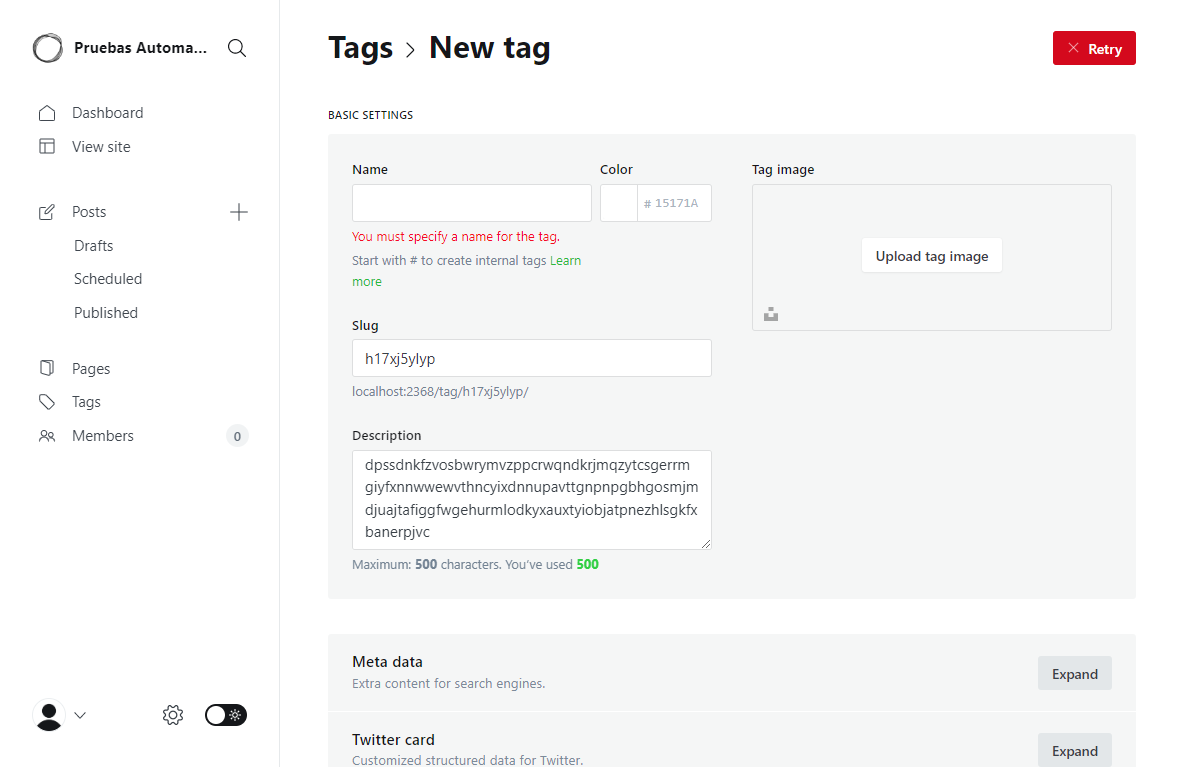 Pruebas Automa...
Dashboard
View site
Posts
Drafts
Scheduled
Published
Pages
Tags
Members 0
Tags > New tag
Retry
BASIC SETTINGS
Name
Color
# 15171A
You must specify a name for the tag.
Start with # to create internal tags Learn
more
Slug
h17xj5ylyp
localhost:2368/tag/h17xj5ylyp/
Description
dpssdnkfzvosbwrymvzppcrwqndkrjmqzytcsgerrm
giyfxnnwwewvthncyixdnnupavttgnpnpgbhgosmjm
djuajtafiggfwgehurmlodkyxauxtyiobjatpnezhlsgkfx
banerpjvc
Maximum: 500 characters. You’ve used 500
Tag image
Upload tag image
Meta data
Extra content for search engines.
Expand
Twitter card
Customized structured data for Twitter.
Expand